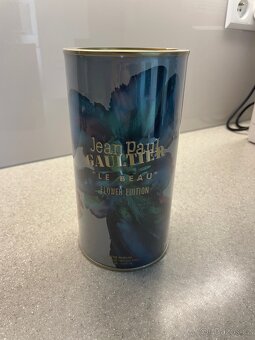 Jean Paul
GAULTIER
"LE BEAU"
FLOWER EDITION